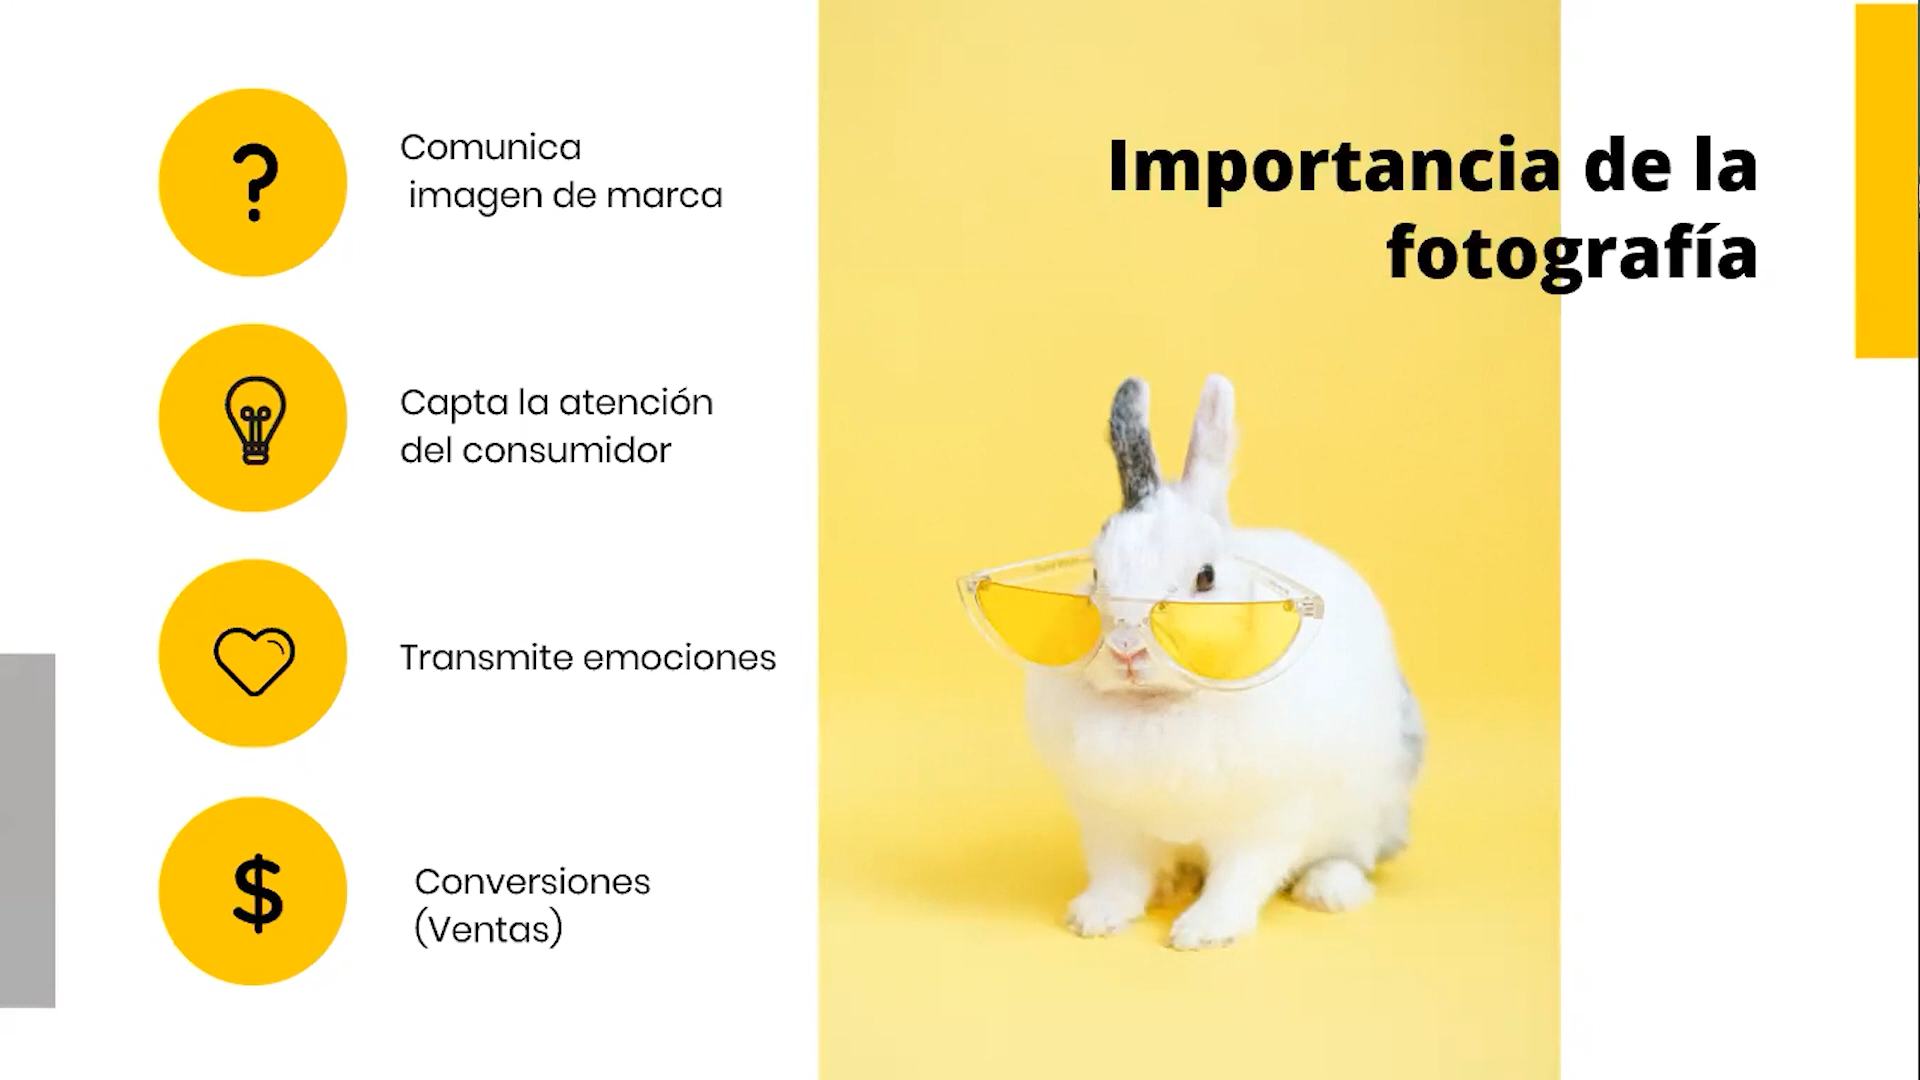 Importancia de la
fotografía
?
Comunica
imagen de marca
Capta la atención
del consumidor
Transmite emociones
$
Conversiones
(Ventas)